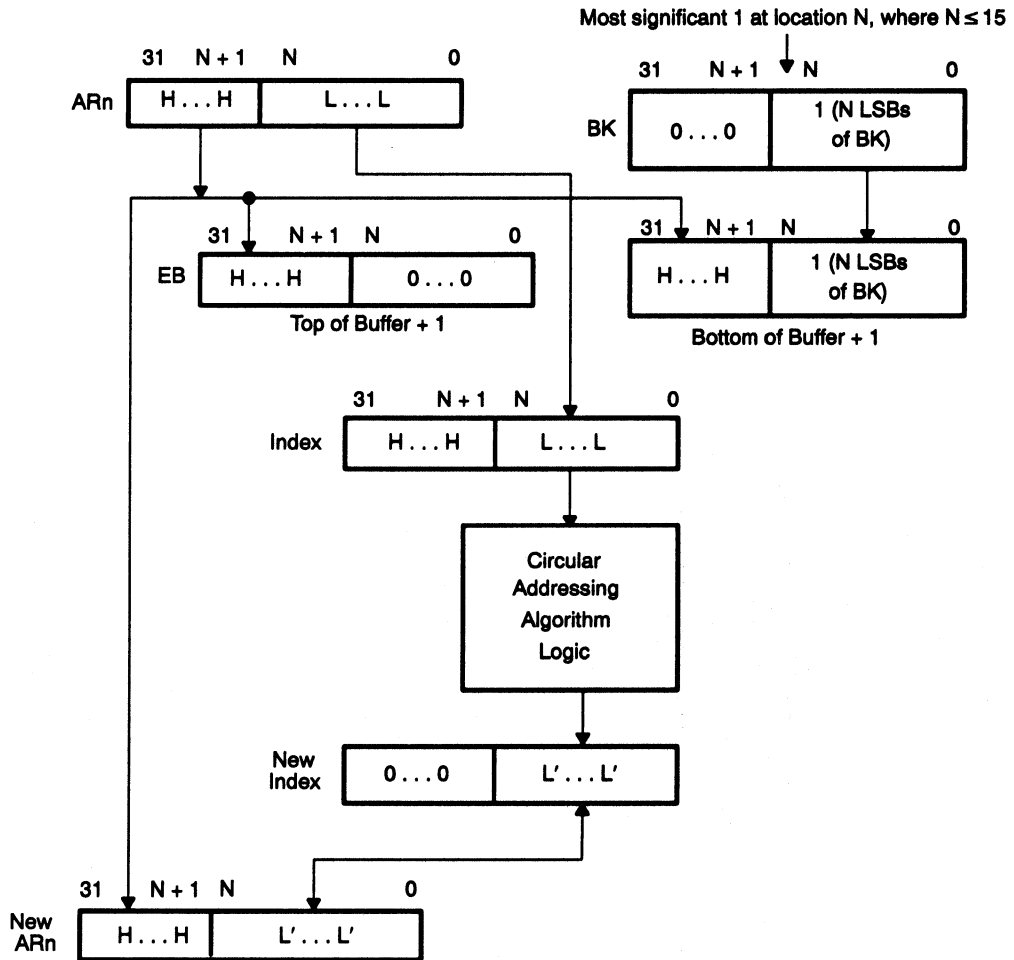 Most significant 1 at location N, where N ≤ 15
31 N + 1 N 0
31 N + 1 N 0
ARn H . . . H L . . . L
BK 0 . . . 0 1 (N LSBs
of BK)
31 N + 1 N 0
31 N + 1 N 0
EB H . . . H 0 . . . 0
H . . . H 1 (N LSBs
of BK)
Top of Buffer + 1
Bottom of Buffer + 1
31 N + 1 N 0
Index H . . . H L . . . L
Circular
Addressing
Algorithm
Logic
New
Index
0 . . . 0 L′ . . . L′
31 N + 1 N 0
New
ARn
H . . . H L′ . . . L′